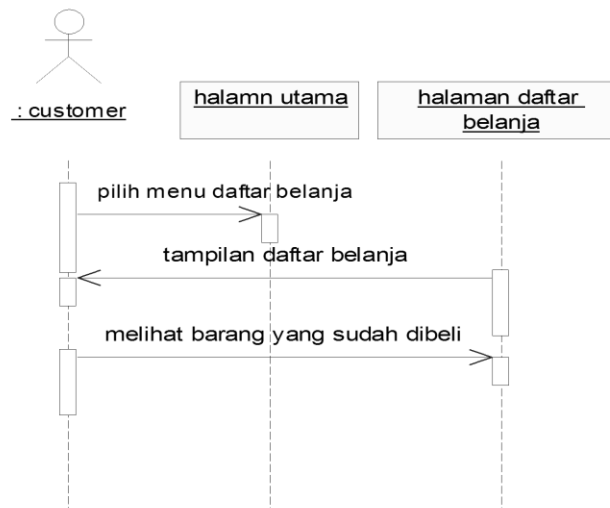 : customer
halamn utama
halaman daftar
belanja
pilih menu daftar belanja
tampilan daftar belanja
melihat barang yang sudah dibeli